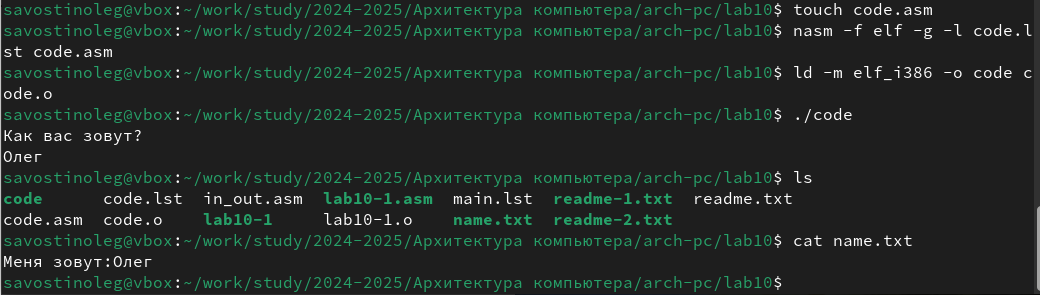 savostinoleg@vbox:~/work/study/2024-2025/Архитектура компьютера/arch-pc/lab10$ touch code.asm
savostinoleg@vbox:~/work/study/2024-2025/Архитектура компьютера/arch-pc/lab10$ nasm -f elf -g -l code.l
st code.asm
savostinoleg@vbox:~/work/study/2024-2025/Архитектура компьютера/arch-pc/lab10$ ld -m elf_i386 -o code c
ode.o
savostinoleg@vbox:~/work/study/2024-2025/Архитектура компьютера/arch-pc/lab10$ ./code
Как вас зовут?
Олег
savostinoleg@vbox:~/work/study/2024-2025/Архитектура компьютера/arch-pc/lab10$ ls
code      code.lst  in_out.asm  lab10-1.asm  main.lst  readme-1.txt  readme.txt
code.asm  code.o    lab10-1     lab10-1.o    name.txt  readme-2.txt
savostinoleg@vbox:~/work/study/2024-2025/Архитектура компьютера/arch-pc/lab10$ cat name.txt
Меня зовут:Олег
savostinoleg@vbox:~/work/study/2024-2025/Архитектура компьютера/arch-pc/lab10$